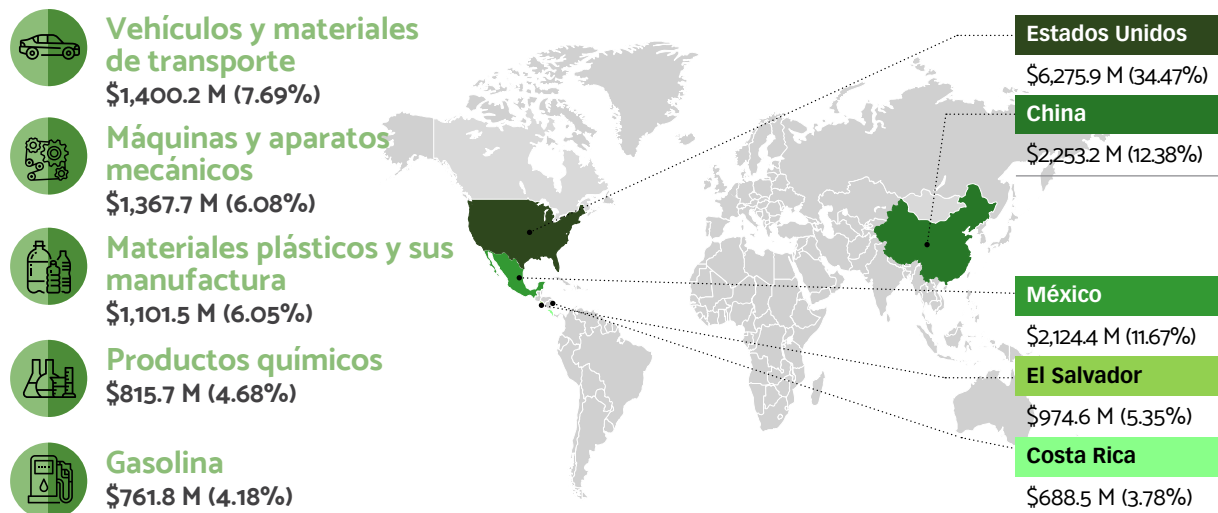 Vehículos y materiales
de transporte
$1,400.2 M (7.69%)
Máquinas y aparatos
mecánicos
$1,367.7 M (6.08%)
Materiales plásticos y sus
manufactura
$1,101.5 M (6.05%)
Productos químicos
$815.7 M (4.68%)
Gasolina
$761.8 M (4.18%)
Estados Unidos
$6,275.9 M (34.47%)
China
$2,253.2 M (12.38%)
México
$2,124.4 M (11.67%)
El Salvador
$974.6 M (5.35%)
Costa Rica
$688.5 M (3.78%)